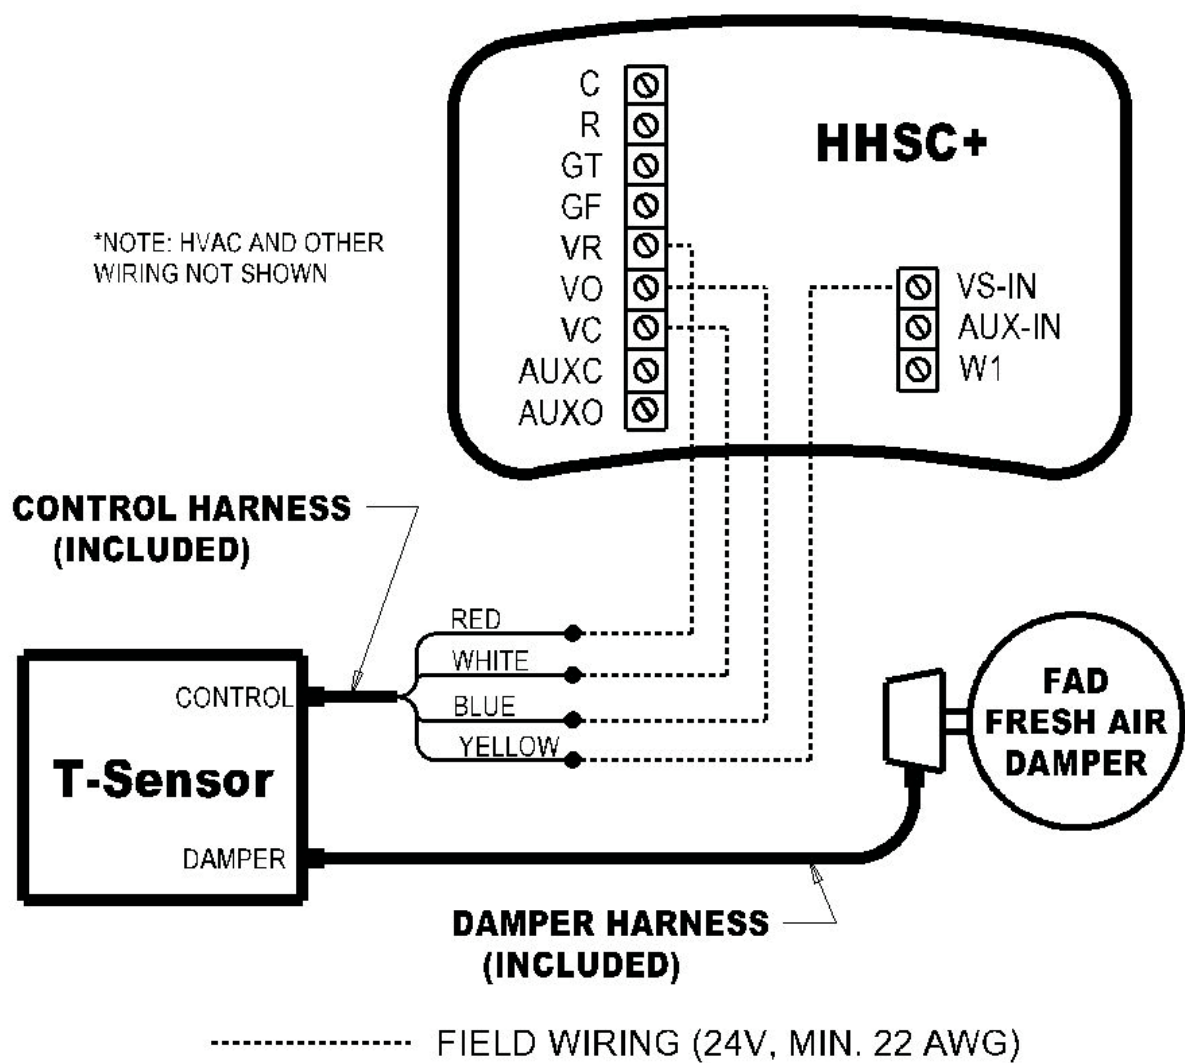 C
R
GT
GF
VR
VO
VC
AUXC
AUXO
HHSC+
VS-IN
AUX-IN
W1
*NOTE: HVAC AND OTHER
WIRING NOT SHOWN
CONTROL HARNESS
(INCLUDED)
RED
WHITE
BLUE
YELLOW
CONTROL
T-Sensor
DAMPER
FAD
FRESH AIR
DAMPER
DAMPER HARNESS
(INCLUDED)
FIELD WIRING (24V, MIN. 22 AWG)